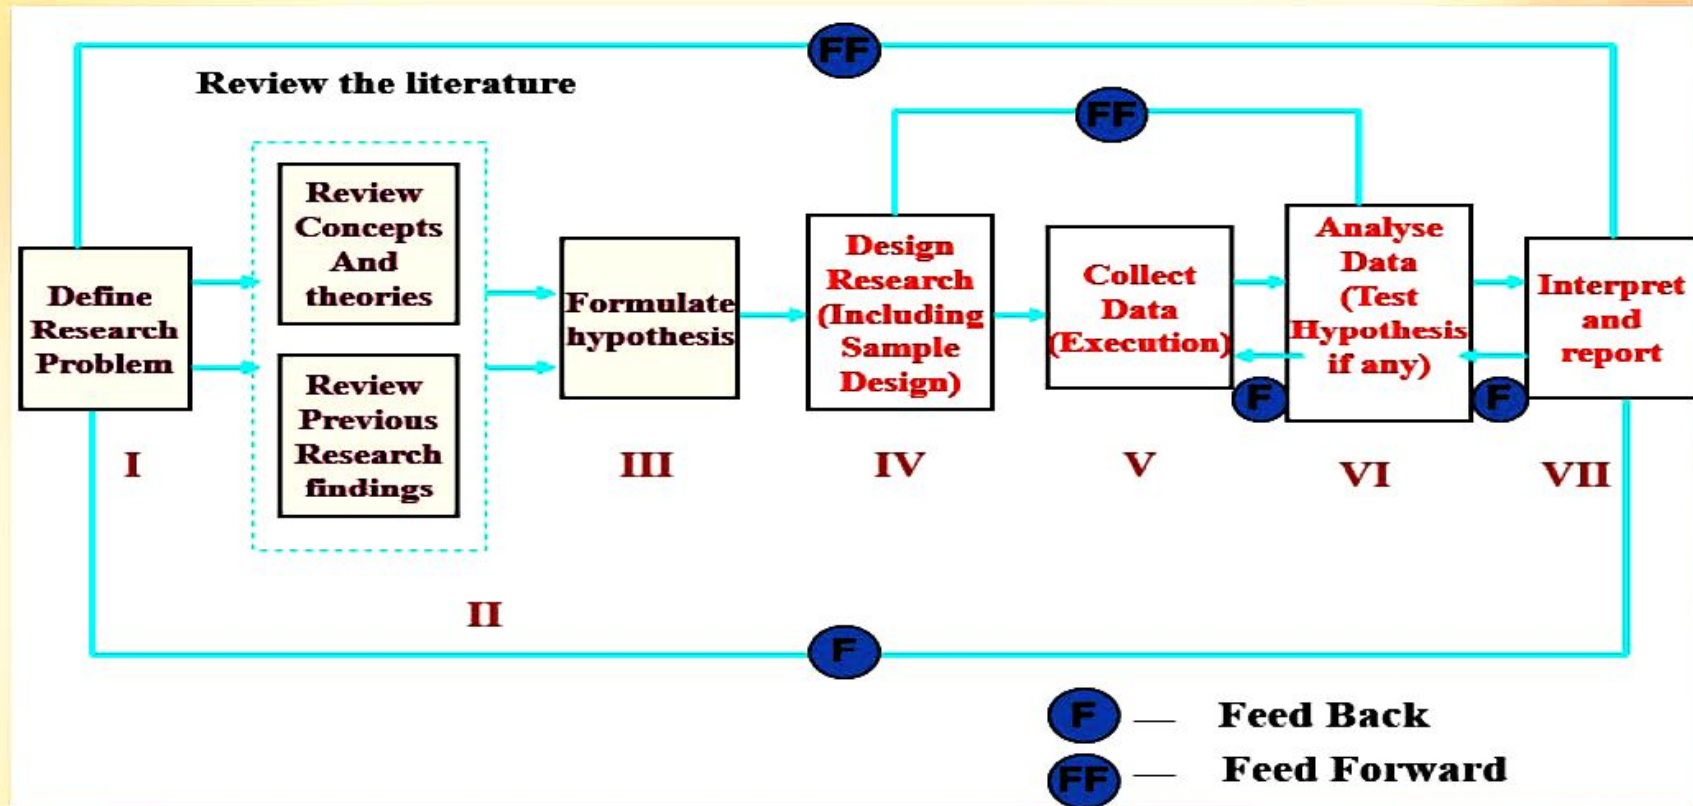 FF
Review the literature
FF
Define
Research
Problem
I
Review
Concepts
And
theories
Review
Previous
Research
findings
II
Formulate
hypothesis
III
Design
Research
(Including
Sample
Design)
IV
Collect
Data
(Execution)
V
F
Analyse
Data
(Test
Hypothesis
if any)
VI
F
Interpret
and
report
VII
F
F — Feed Back
FF — Feed Forward